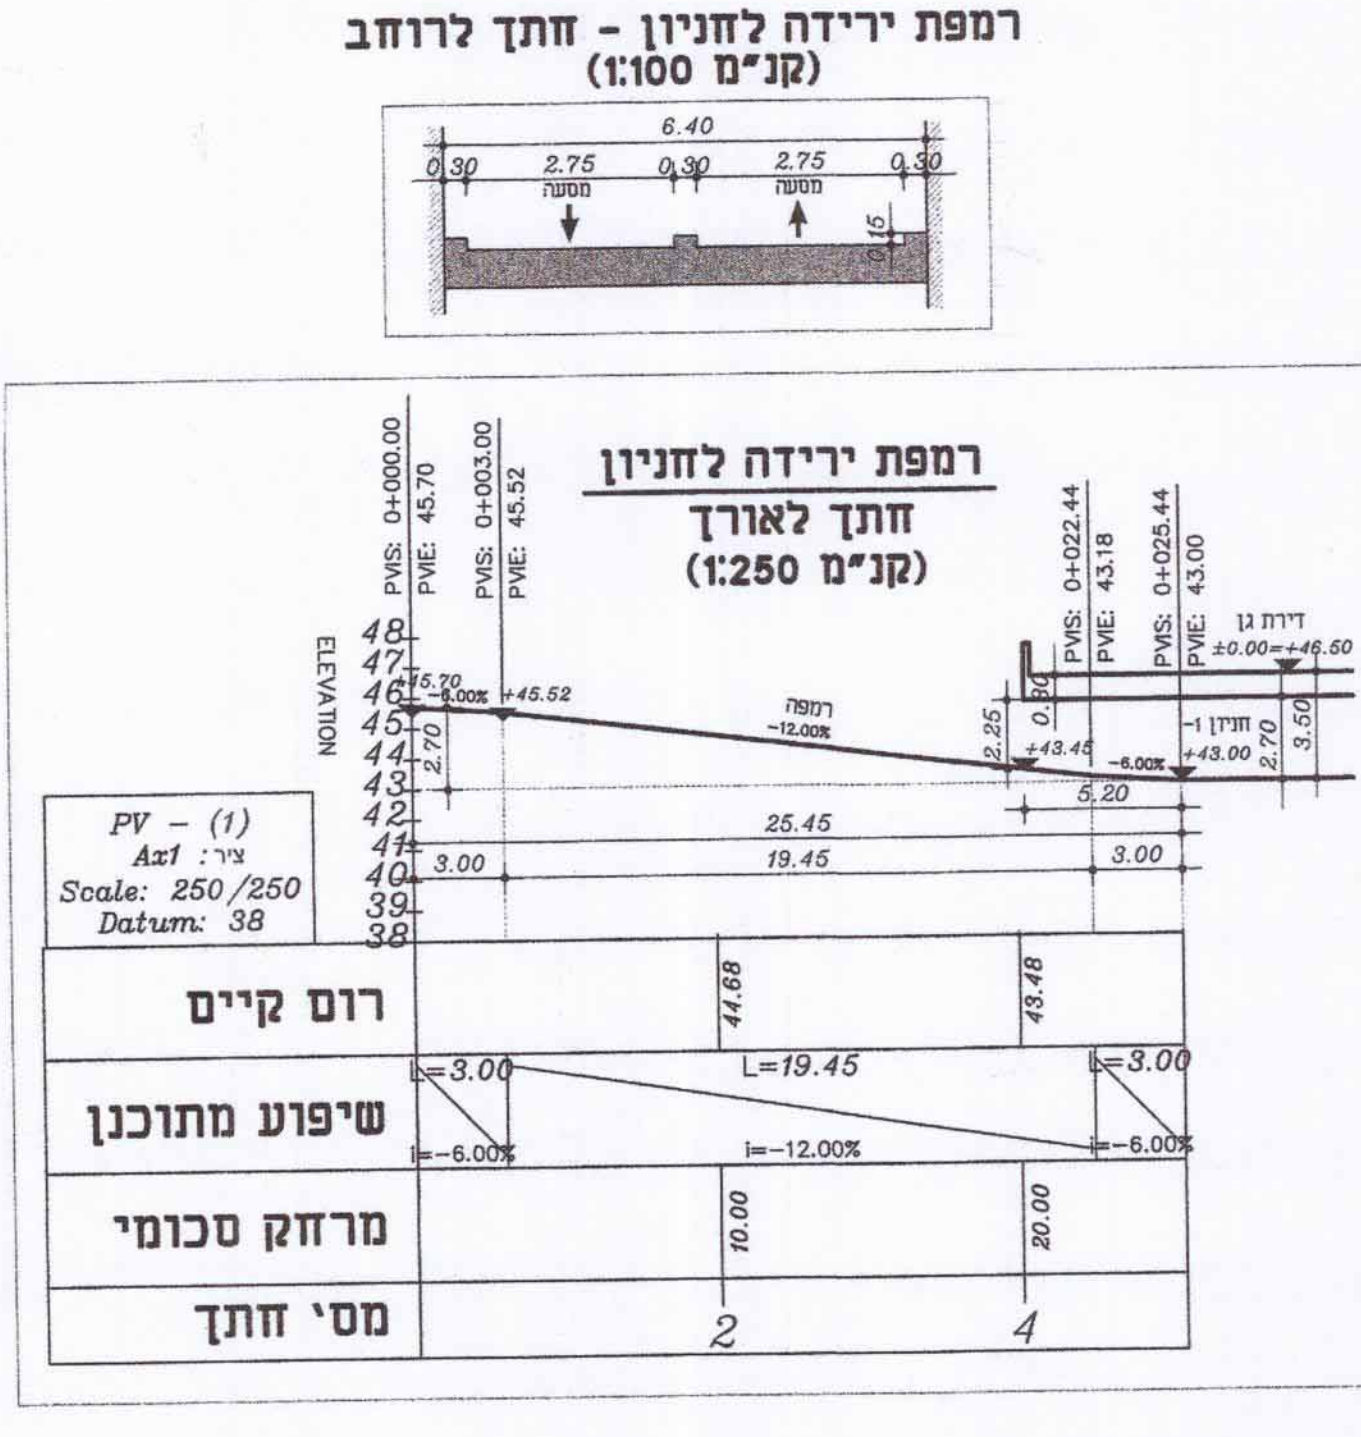 רמפת ירידה לחניון - חתך לרוחב
(קנ"מ 1:100)
6.40
0.30 2.75 0.30 2.75 0.30
מסעה מסעה
0.15
PVIS: 0+000.00
PVIE: 45.70
PVIS: 0+003.00
PVIE: 45.52
רמפת ירידה לחניון
חתך לאורך
(קנ"מ 1:250)
PVIS: 0+022.44
PVIE: 43.18
PVIS: 0+025.44
PVIE: 43.00
דירת גן
±0.00=+46.50
ELEVATION
48
47
46
45
44
43
42
41
40
39
38
+45.70
-6.00%
+45.52
2.70
רמפה
-12.00%
2.25
0.80
+43.45
-6.00%
חניון 1-
+43.00
2.70
3.50
5.20
25.45
3.00 19.45 3.00
PV - (1)
ציר: Ax1
Scale: 250/250
Datum: 38
רום קיים
44.68
43.48
שיפוע מתוכנן
L=3.00 L=19.45 L=3.00
i=-6.00% i=-12.00% i=-6.00%
מרחק סכומי
10.00
20.00
מס' חתך
2 4